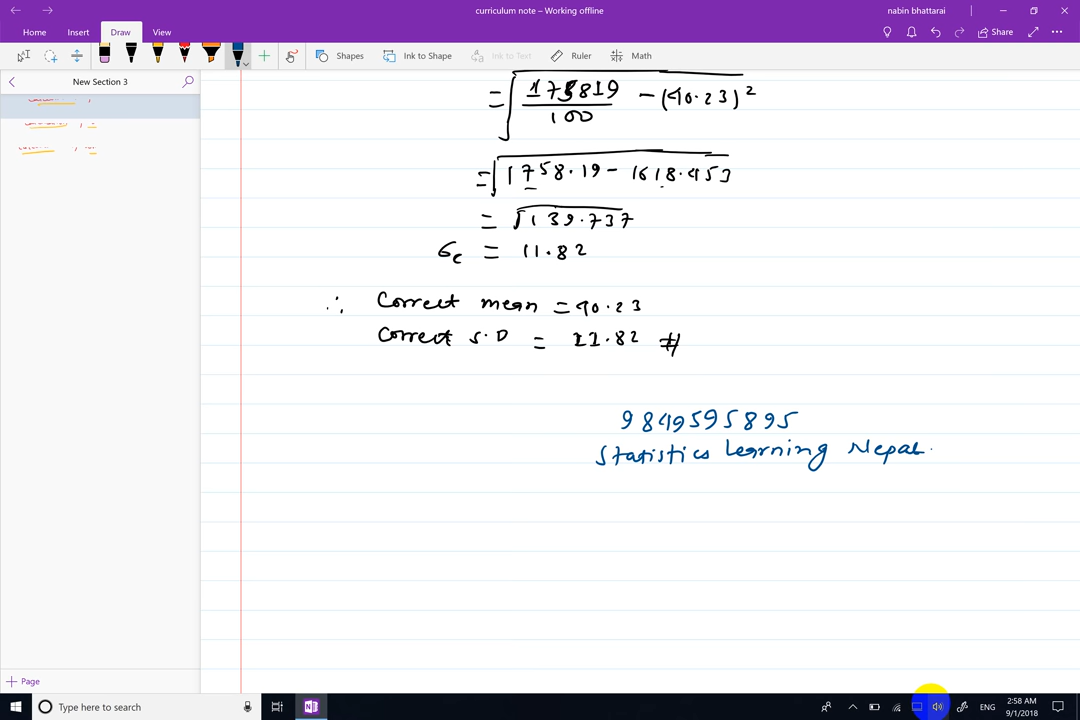 curriculum note – Working offline
nabin bhattarai
Home Insert Draw View
Share
Shapes Ink to Shape Ink to Text Ruler Math
New Section 3
= √175819/100 - (40.23)²
= √1758.19 - 1618.453
= √139.737
σc = 11.82
∴ Correct mean = 40.23
Correct S.D = 11.82 #
9849595895
Statistics Learning Nepal.
+ Page
Type here to search
ENG
2:58 AM
9/1/2018